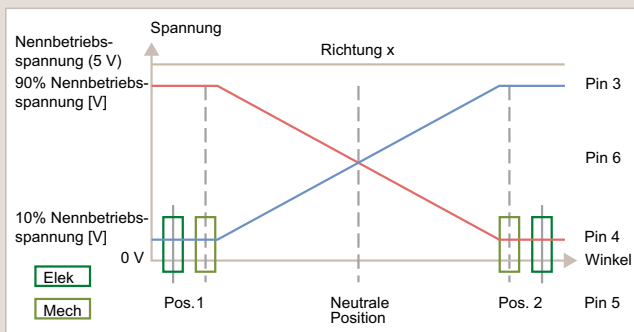 Spannung
Nennbetriebs-
spannung (5 V)
Richtung x
90% Nennbetriebs-
spannung [V]
Pin 3
Pin 6
10% Nennbetriebs-
spannung [V]
Pin 4
0 V
Winkel
Elek
Mech
Pos.1
Neutrale
Position
Pos. 2
Pin 5